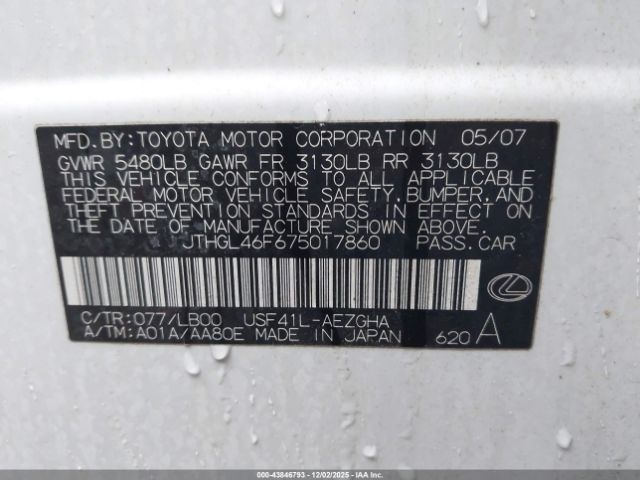 MFD.BY:TOYOTA MOTOR CORPORATION 05/07
GVWR 5480LB GAWR FR 3130LB RR 3130LB
THIS VEHICLE CONFORMS TO ALL APPLICABLE
FEDERAL MOTOR VEHICLE SAFETY,BUMPER,AND
THEFT PREVENTION STANDARDS IN EFFECT ON
THE DATE OF MANUFACTURE SHOWN ABOVE.
JTHGL46F675017860 PASS.CAR
C/TR:077/LB00 USF41L-AEZGHA
A/TM:A01A/AA80E MADE IN JAPAN 620 A
000-43846793 - 12/02/2025 - IAAI.COM